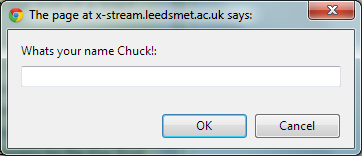 The page at x-stream.leedsmet.ac.uk says:
Whats your name Chuck!:
OK Cancel